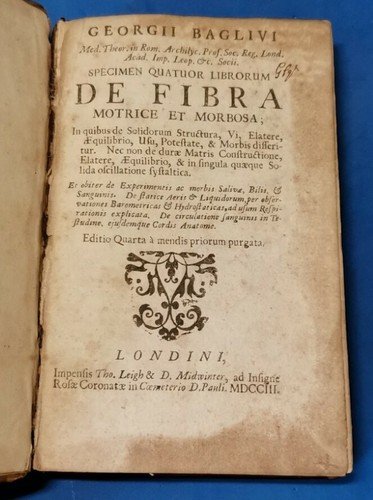 GEORGII BAGLIVI
Med. Theor. in Rom. Archilyc. Prof. Soc. Reg. Lond.
Acad. Imp. Leop. &c. Socii.
SPECIMEN QUATUOR LIBRORUM
DE FIBRA
MOTRICE ET MORBOSA;
In quibus de Solidorum Structura, Vi, Elatere,
Æquilibrio, Usu, Potestate, & Morbis disseri-
tur. Nec non de duræ Matris Constructione,
Elatere, Æquilibrio, & in singula quæque So-
lida oscillatione systaltica.
Et obiter de Experimentis ac morbis Salivæ, Bilis, &
Sanguinis. De statice Aeris & Liquidorum, per obser-
vationes Barometricas & Hydrostaticas, ad usum Respi-
rationis explicata. De circulatione sanguinis in Te-
studine, ejusdemque Cordis Anatome.
Editio Quarta à mendis priorum purgata.
LONDINI,
Impensis Tho. Leigh & D. Midwinter, ad Insigne
Rosæ Coronatæ in Cœmeterio D. Pauli. MDCCIII.